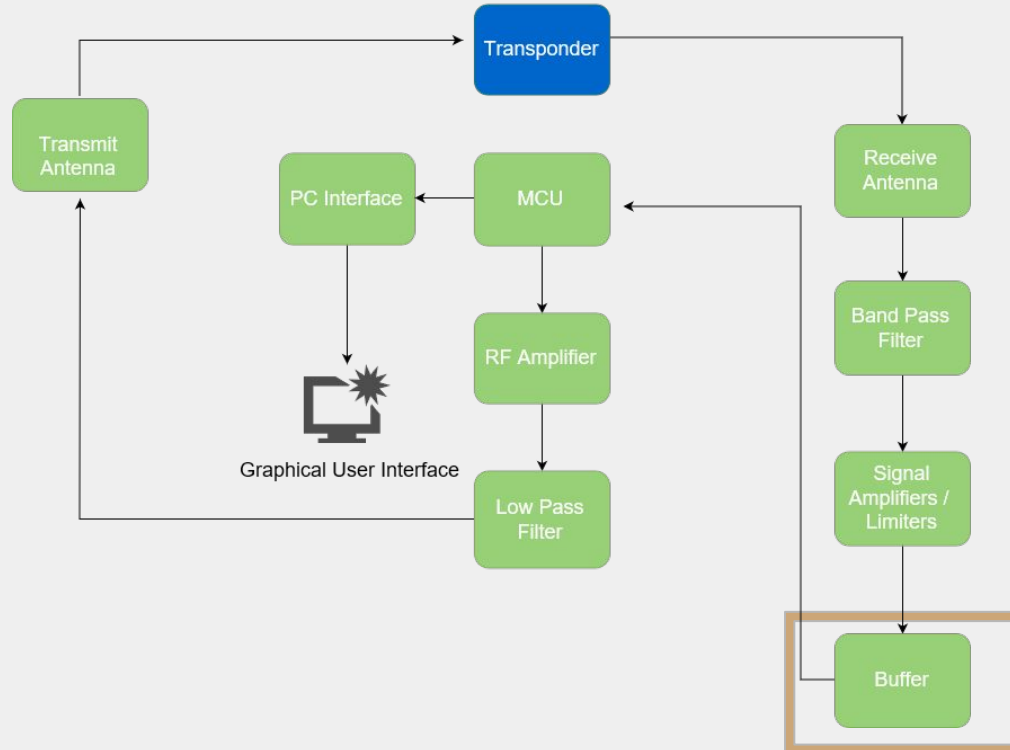 Transponder
Transmit
Antenna
PC Interface
MCU
Receive
Antenna
RF Amplifier
Band Pass
Filter
Graphical User Interface
Low Pass
Filter
Signal
Amplifiers /
Limiters
Buffer